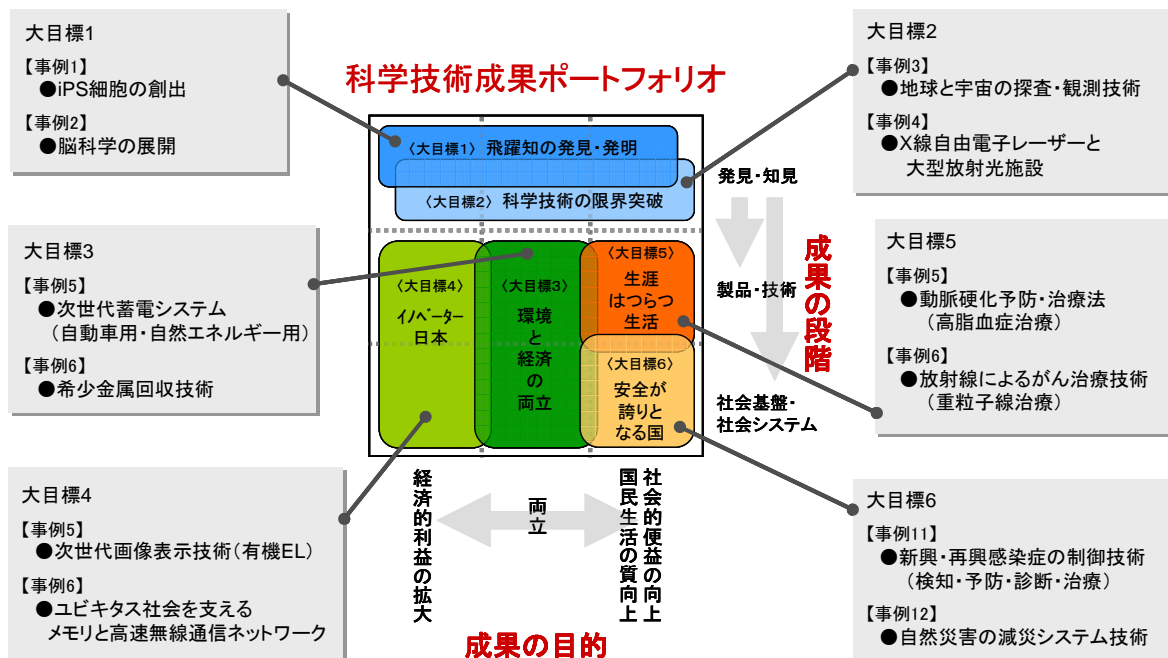 科学技術成果ポートフォリオ
大目標1
【事例1】
●iPS細胞の創出
【事例2】
●脳科学の展開
大目標2
【事例3】
●地球と宇宙の探査・観測技術
【事例4】
●X線自由電子レーザーと
大型放射光施設
大目標3
【事例5】
●次世代蓄電システム
(自動車用・自然エネルギー用)
【事例6】
●希少金属回収技術
大目標4
【事例5】
●次世代画像表示技術(有機EL)
【事例6】
●ユビキタス社会を支える
メモリと高速無線通信ネットワーク
〈大目標1〉 飛躍知の発見・発明
〈大目標2〉 科学技術の限界突破
〈大目標4〉
イノベーター
日本
〈大目標3〉
環境
と
経済
の
両立
〈大目標5〉
生涯
はつらつ
生活
〈大目標6〉
安全が
誇りと
なる国
発見・知見
製品・技術
社会基盤・
社会システム
成果の段階
経済的利益の拡大
両立
社会的便益の向上
国民生活の質向上
成果の目的
大目標5
【事例5】
●動脈硬化予防・治療法
(高脂血症治療)
【事例6】
●放射線によるがん治療技術
(重粒子線治療)
大目標6
【事例11】
●新興・再興感染症の制御技術
(検知・予防・診断・治療)
【事例12】
●自然災害の減災システム技術